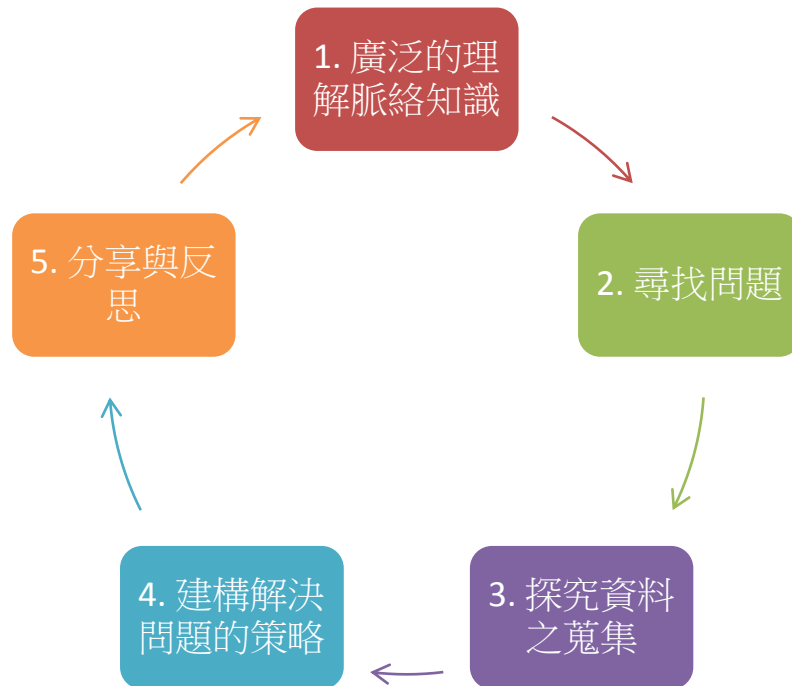 1. 廣泛的理
解脈絡知識
2. 尋找問題
3. 探究資料
之蒐集
4. 建構解決
問題的策略
5. 分享與反
思